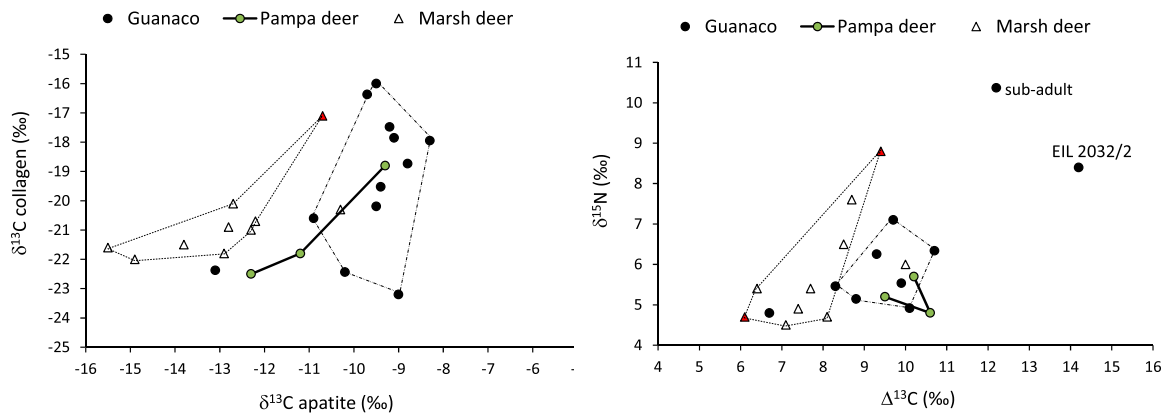 Guanaco Pampa deer Marsh deer
-15
-16
-17
-18
-19
-20
-21
-22
-23
-24
-25
δ13C collagen (‰)
-16 -15 -14 -13 -12 -11 -10 -9 -8 -7 -6 -
δ13C apatite (‰)
Guanaco Pampa deer Marsh deer
11
10
9
8
7
6
5
4
δ15N (‰)
sub-adult
EIL 2032/2
4 5 6 7 8 9 10 11 12 13 14 15 16
Δ13C (‰)